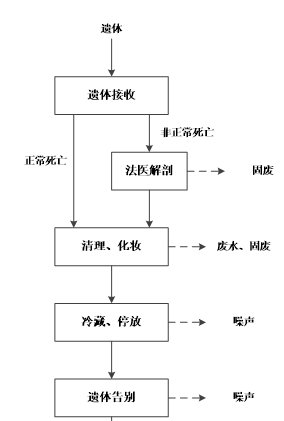 遗体
遗体接收
非正常死亡
正常死亡
法医解剖
固废
清理、化妆
废水、固废
冷藏、停放
噪声
遗体告别
噪声